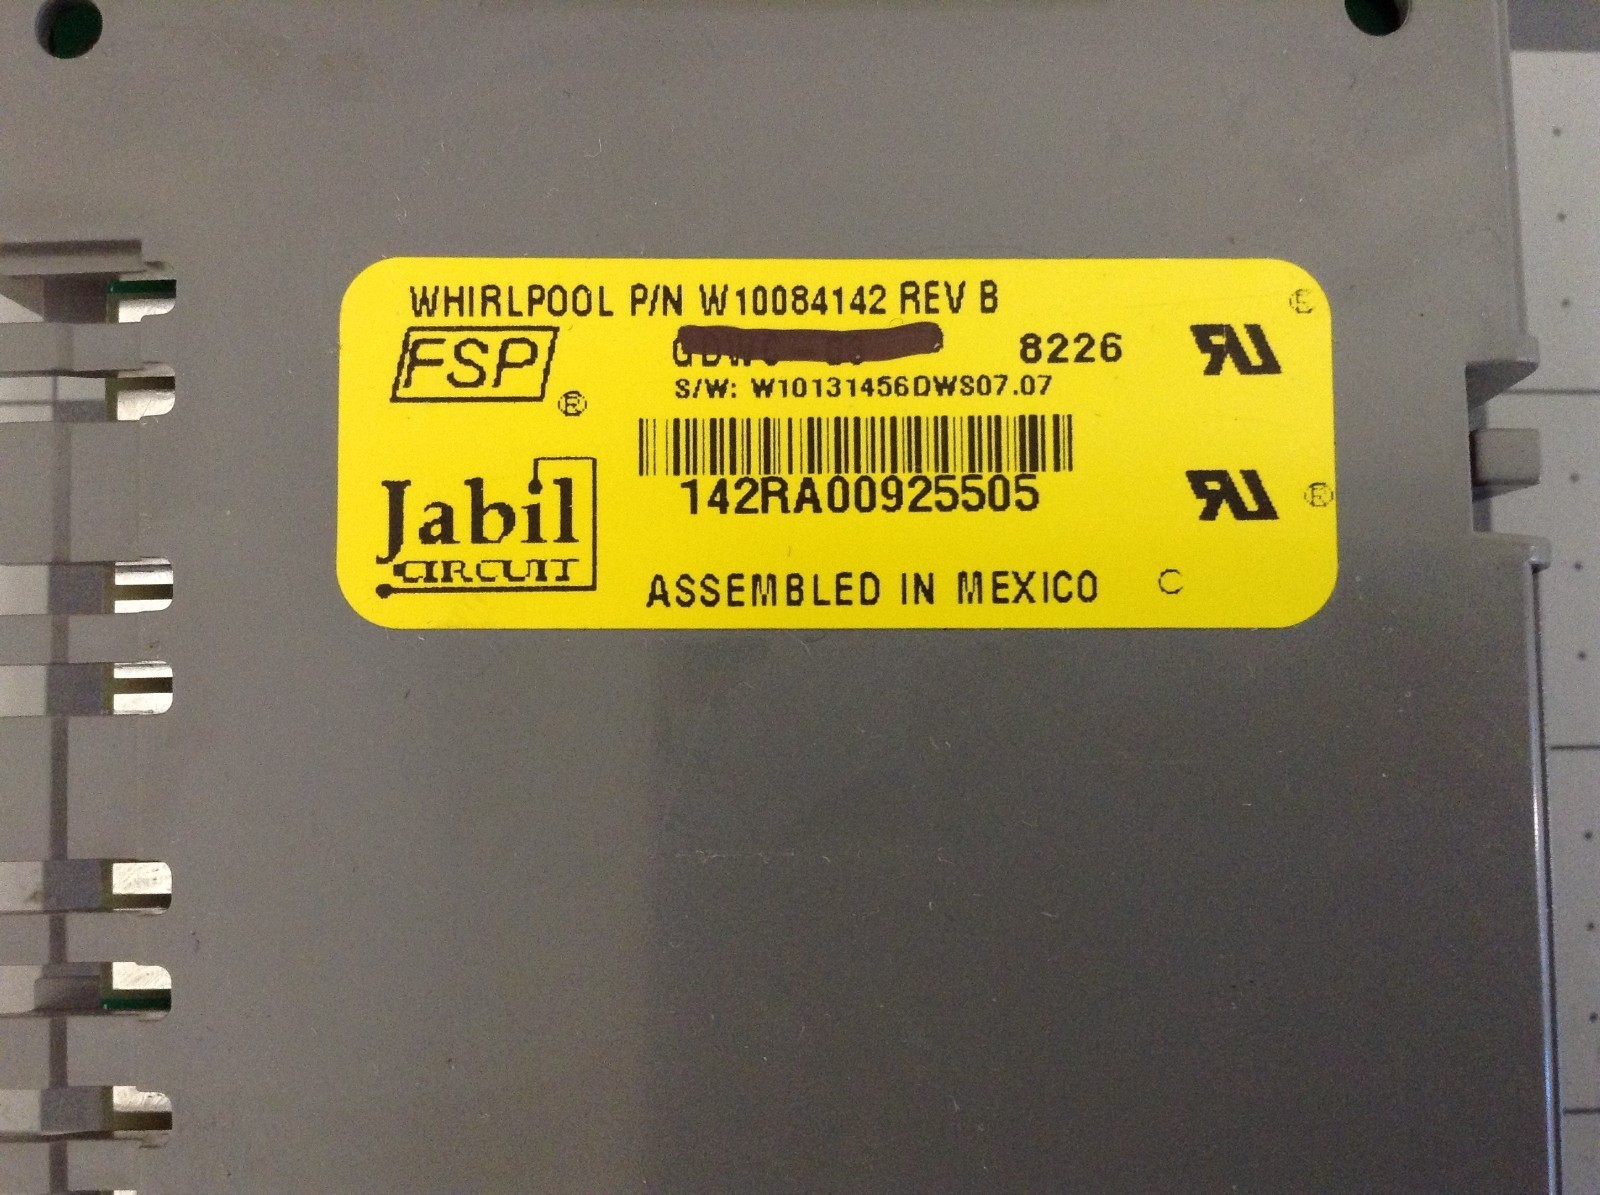 WHIRLPOOL P/N W10084142 REV B
FSP ®
8226
S/W: W10131456DWS07.07
142RA00925505
Jabil
CIRCUIT
ASSEMBLED IN MEXICO C